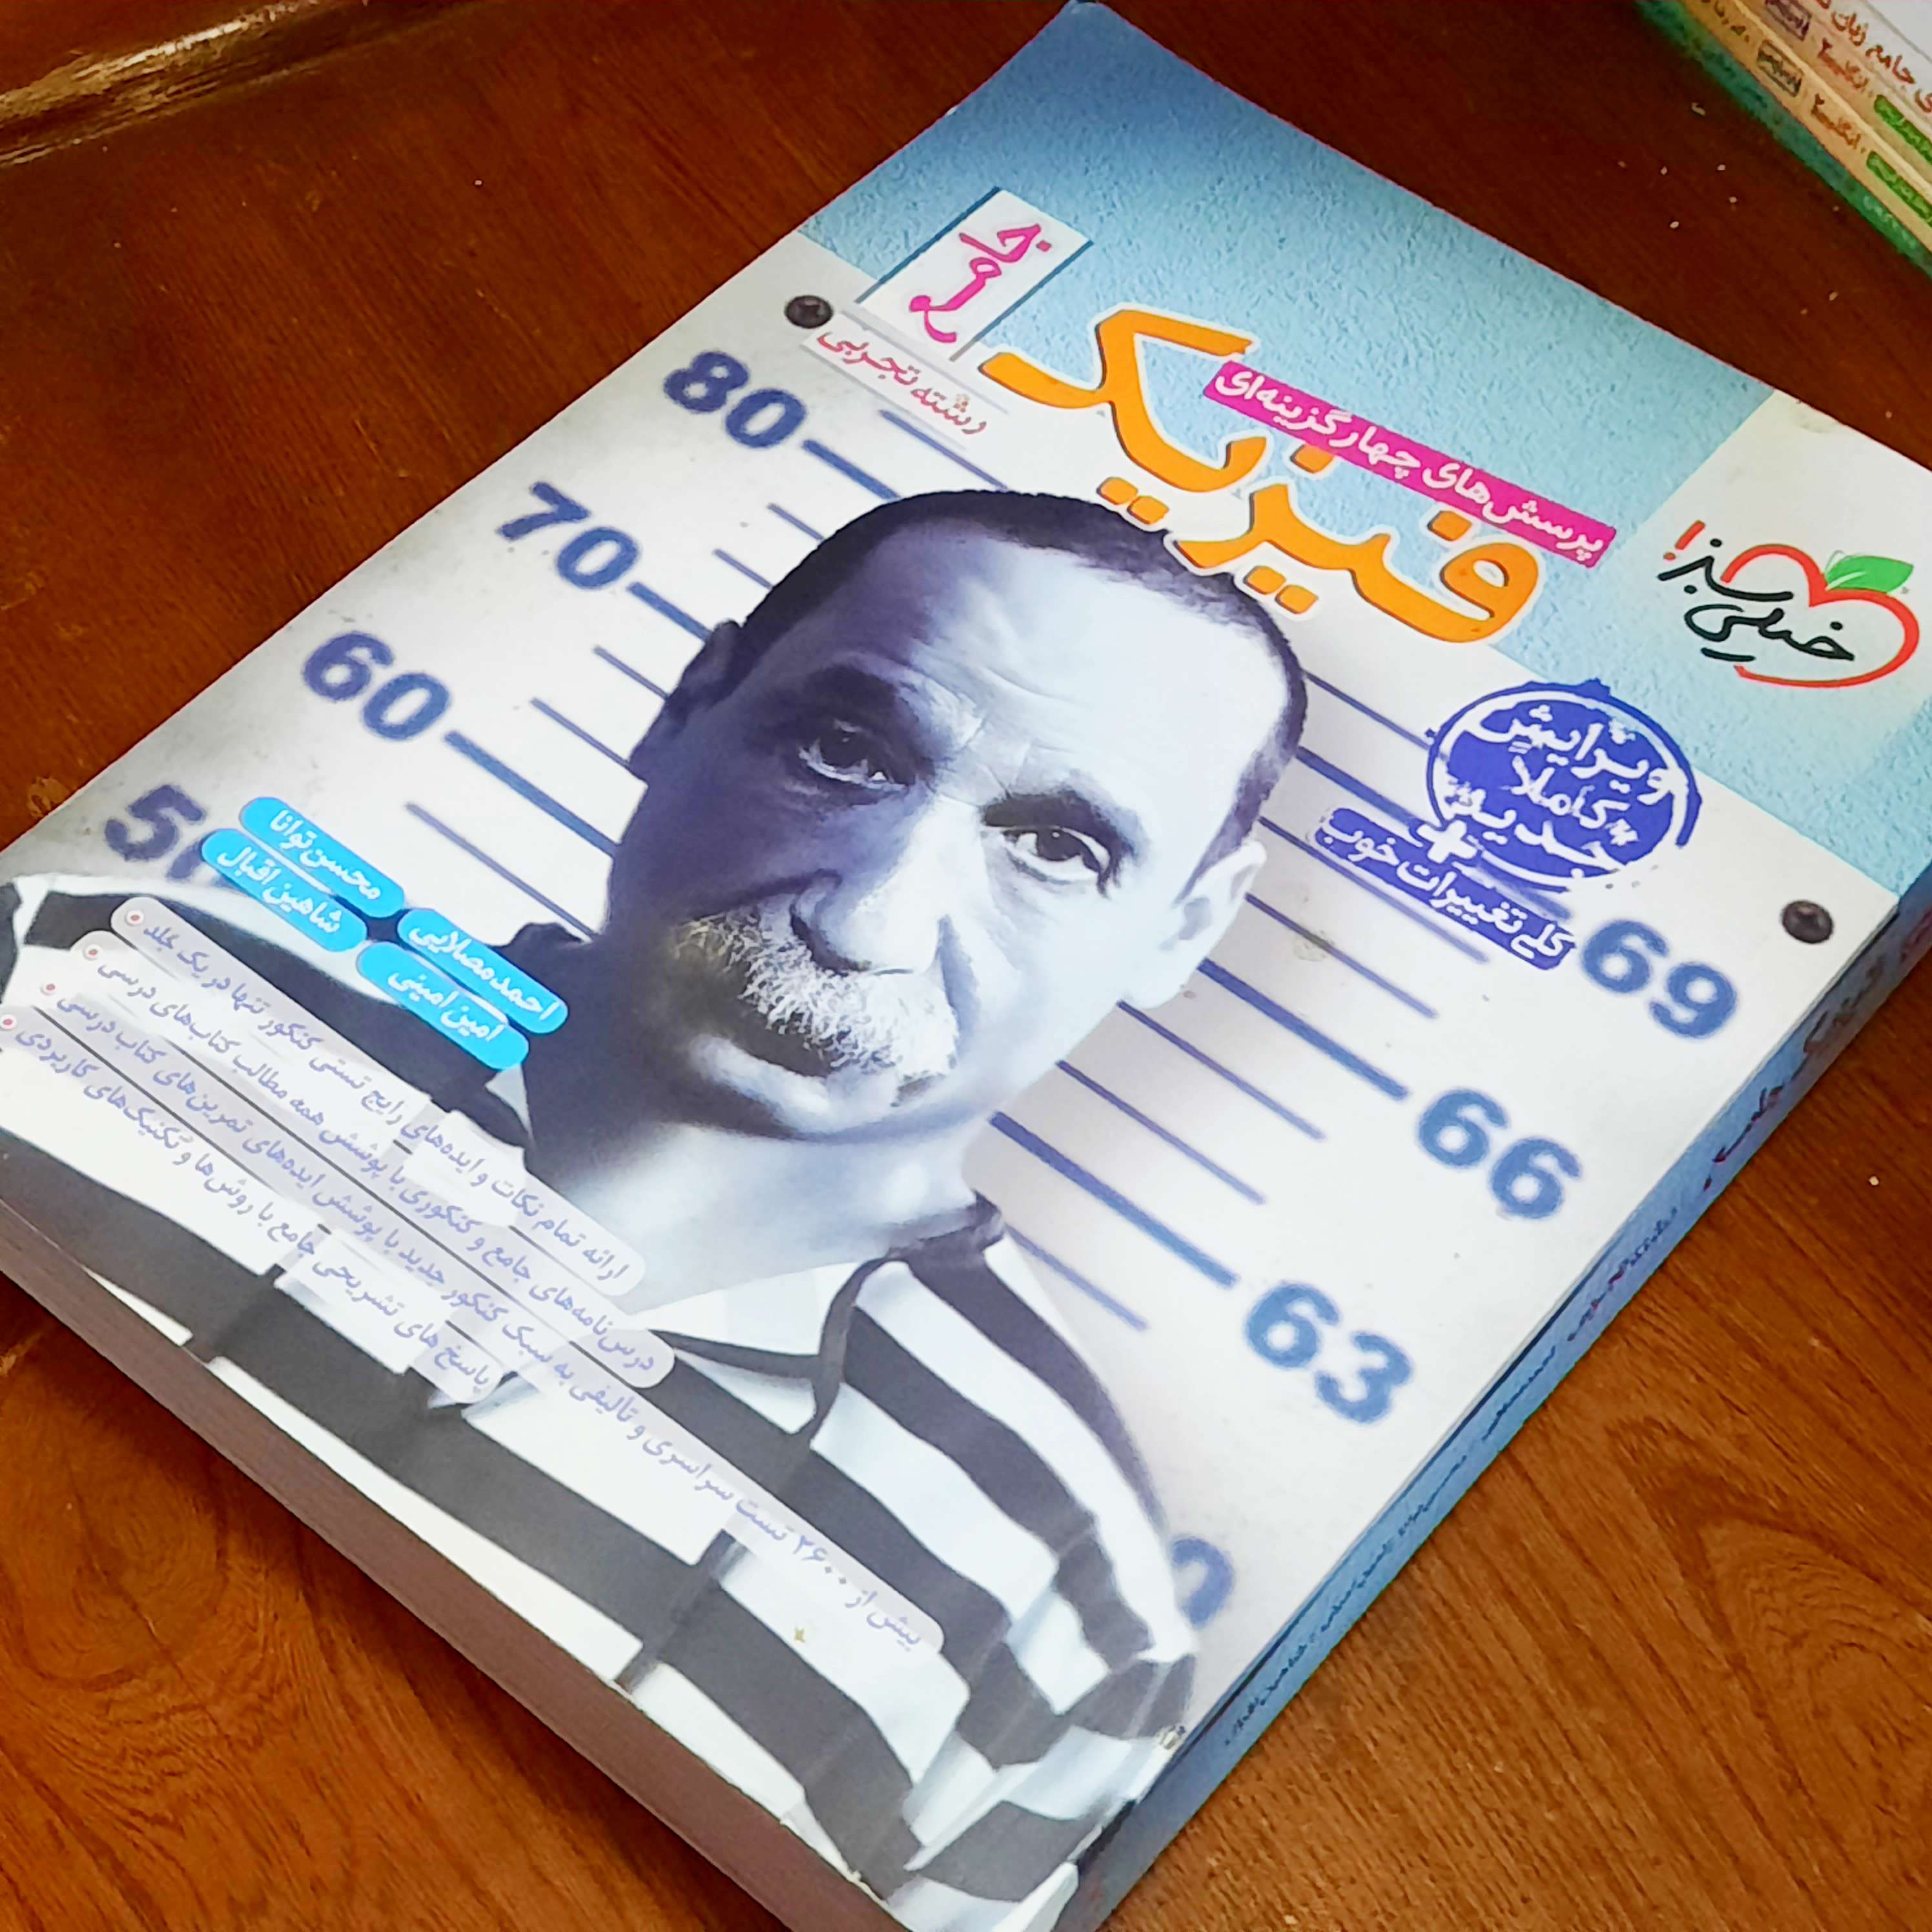 خیلی سبز!
پرسش‌های چهارگزینه‌ای
فیزیک
رشته تجربی
ویرایش
کاملاً
جدید
+
کلی تغییرات خوب
80
70
60
69
66
63
محسن توانا
شاهین اقبال
احمد مصلایی
امین امینی
ارائه تمام نکات و ایده‌های رایج تستی کنکور تنها در یک جلد
درس‌نامه‌های جامع و کنکوری با پوشش همه مطالب کتاب‌های درسی
بیش از ۲۶۰۰ تست سراسری و تألیفی به سبک کنکور جدید با پوشش ایده‌های تمرین‌های کتاب درسی
پاسخ‌های تشریحی جامع با روش‌ها و تکنیک‌های کاربردی